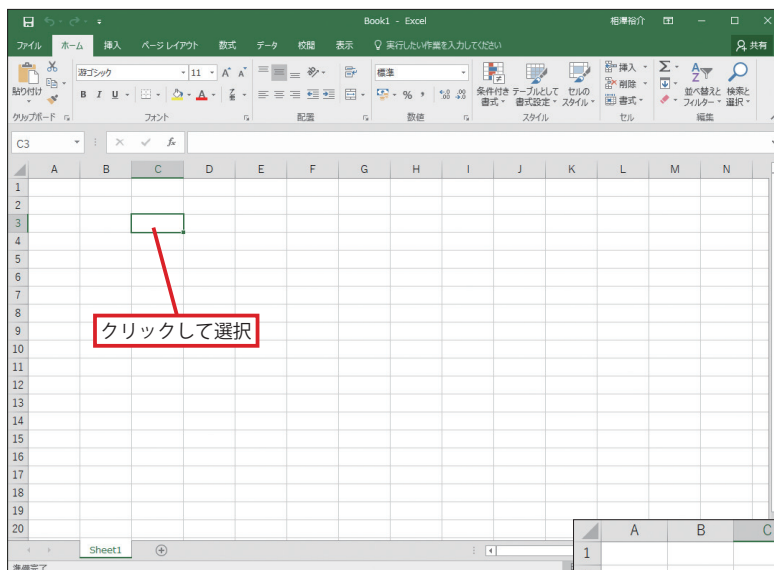 Book1 - Excel 相澤裕介
ファイル ホーム 挿入 ページ レイアウト 数式 データ 校閲 表示 実行したい作業を入力してください 共有
游ゴシック 11 A A 標準 挿入 Σ
貼り付け B I U A % 条件付き テーブルとして セルの 削除 並べ替えと 検索と
書式 書式設定 スタイル 書式 フィルター 選択
クリップボード フォント 配置 数値 スタイル セル 編集
C3 fx
A B C D E F G H I J K L M N
1
2
3
4
5
6
7
8
クリックして選択
9
10
11
12
13
14
15
16
17
18
19
20
Sheet1
準備完了
A B C
1